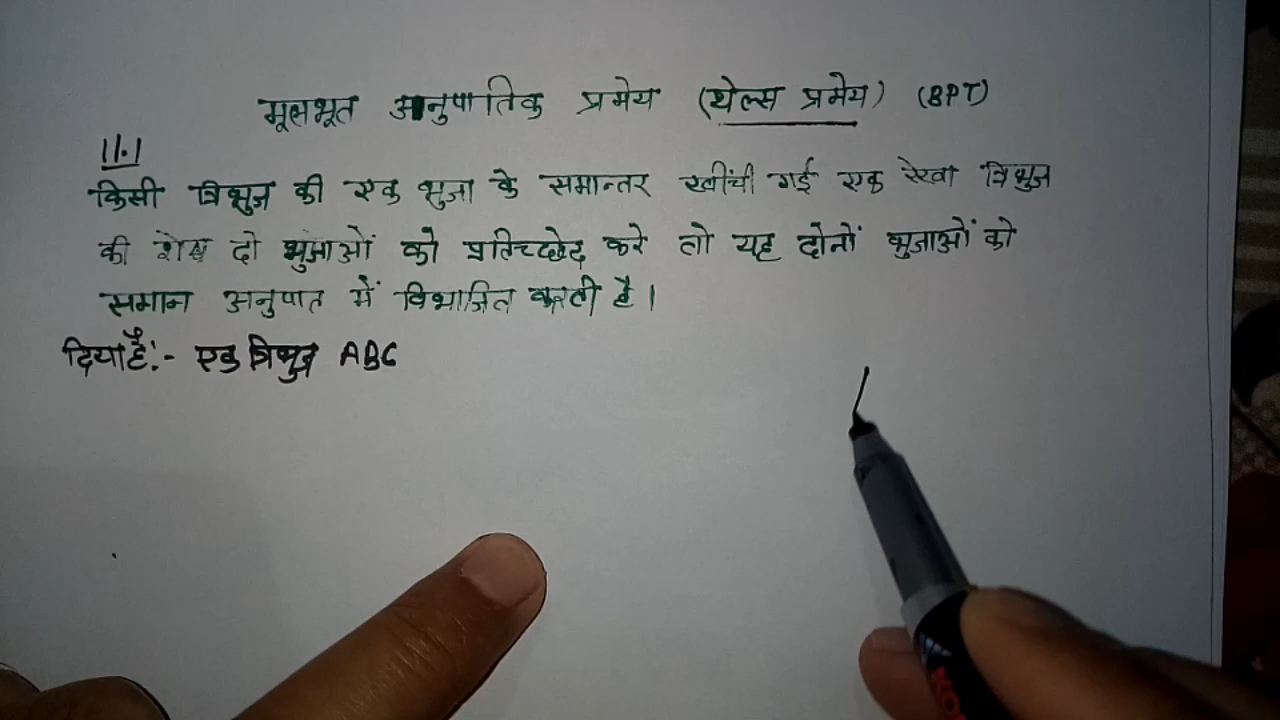 मूलभूत अनुपातिक प्रमेय (थेल्स प्रमेय) (BPT)
11.1
किसी त्रिभुज की एक भुजा के समान्तर खींची गई एक रेखा त्रिभुज
की शेष दो भुजाओं को प्रतिच्छेद करे तो यह दोनों भुजाओं को
समान अनुपात में विभाजित करती है।
दिया है:- एक त्रिभुज ABC